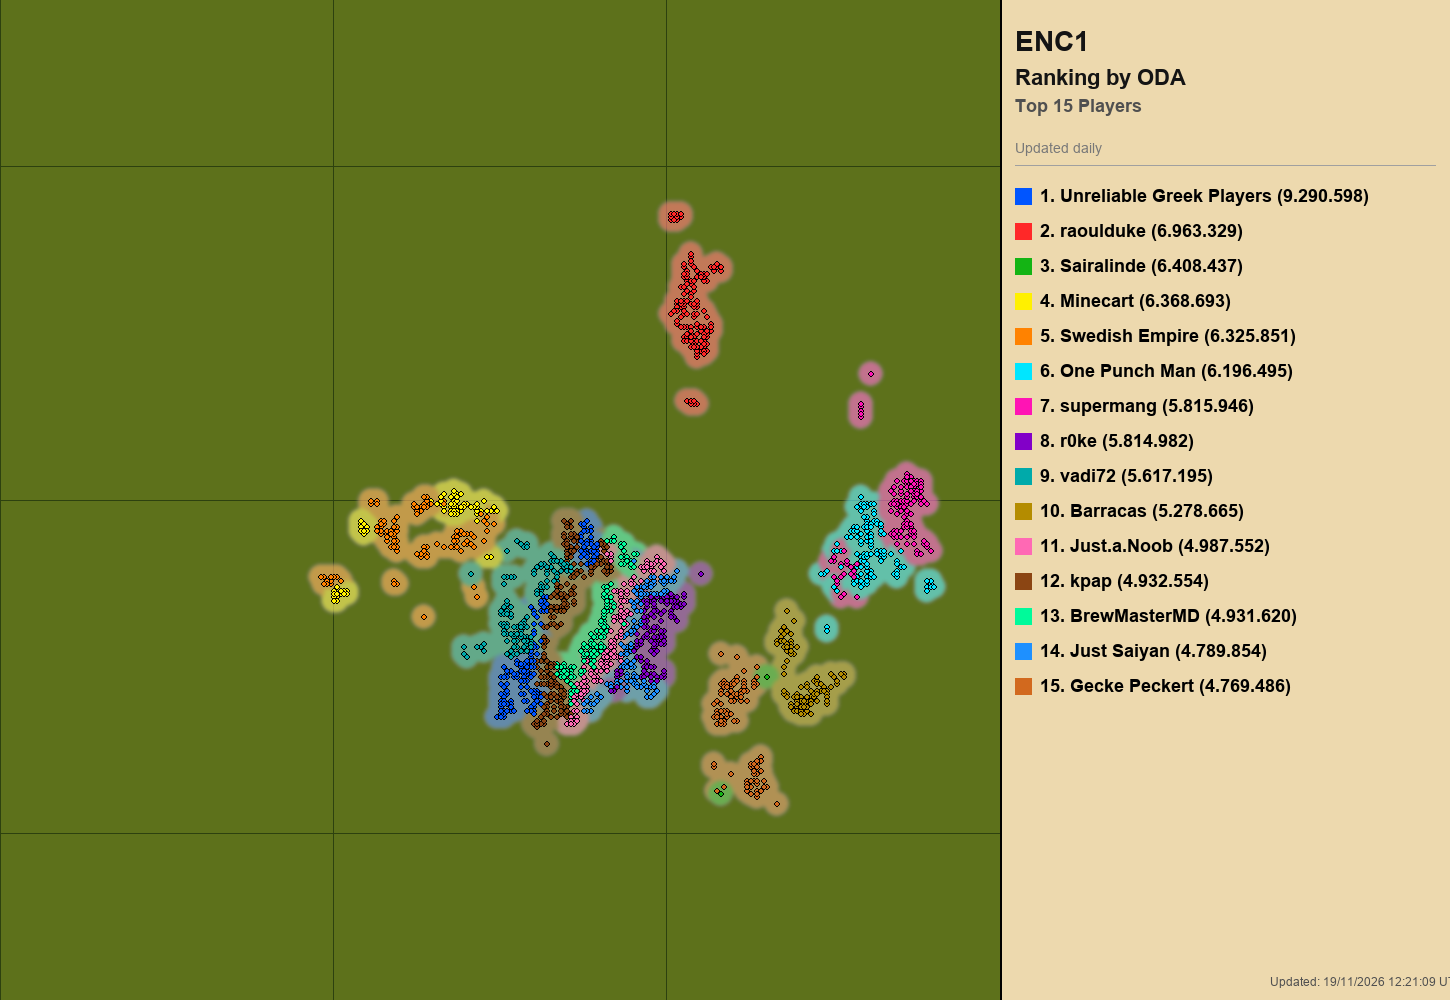 ENC1
Ranking by ODA
Top 15 Players
Updated daily
1. Unreliable Greek Players (9.290.598)
2. raoulduke (6.963.329)
3. Sairalinde (6.408.437)
4. Minecart (6.368.693)
5. Swedish Empire (6.325.851)
6. One Punch Man (6.196.495)
7. supermang (5.815.946)
8. r0ke (5.814.982)
9. vadi72 (5.617.195)
10. Barracas (5.278.665)
11. Just.a.Noob (4.987.552)
12. kpap (4.932.554)
13. BrewMasterMD (4.931.620)
14. Just Saiyan (4.789.854)
15. Gecke Peckert (4.769.486)
Updated: 19/11/2026 12:21:09